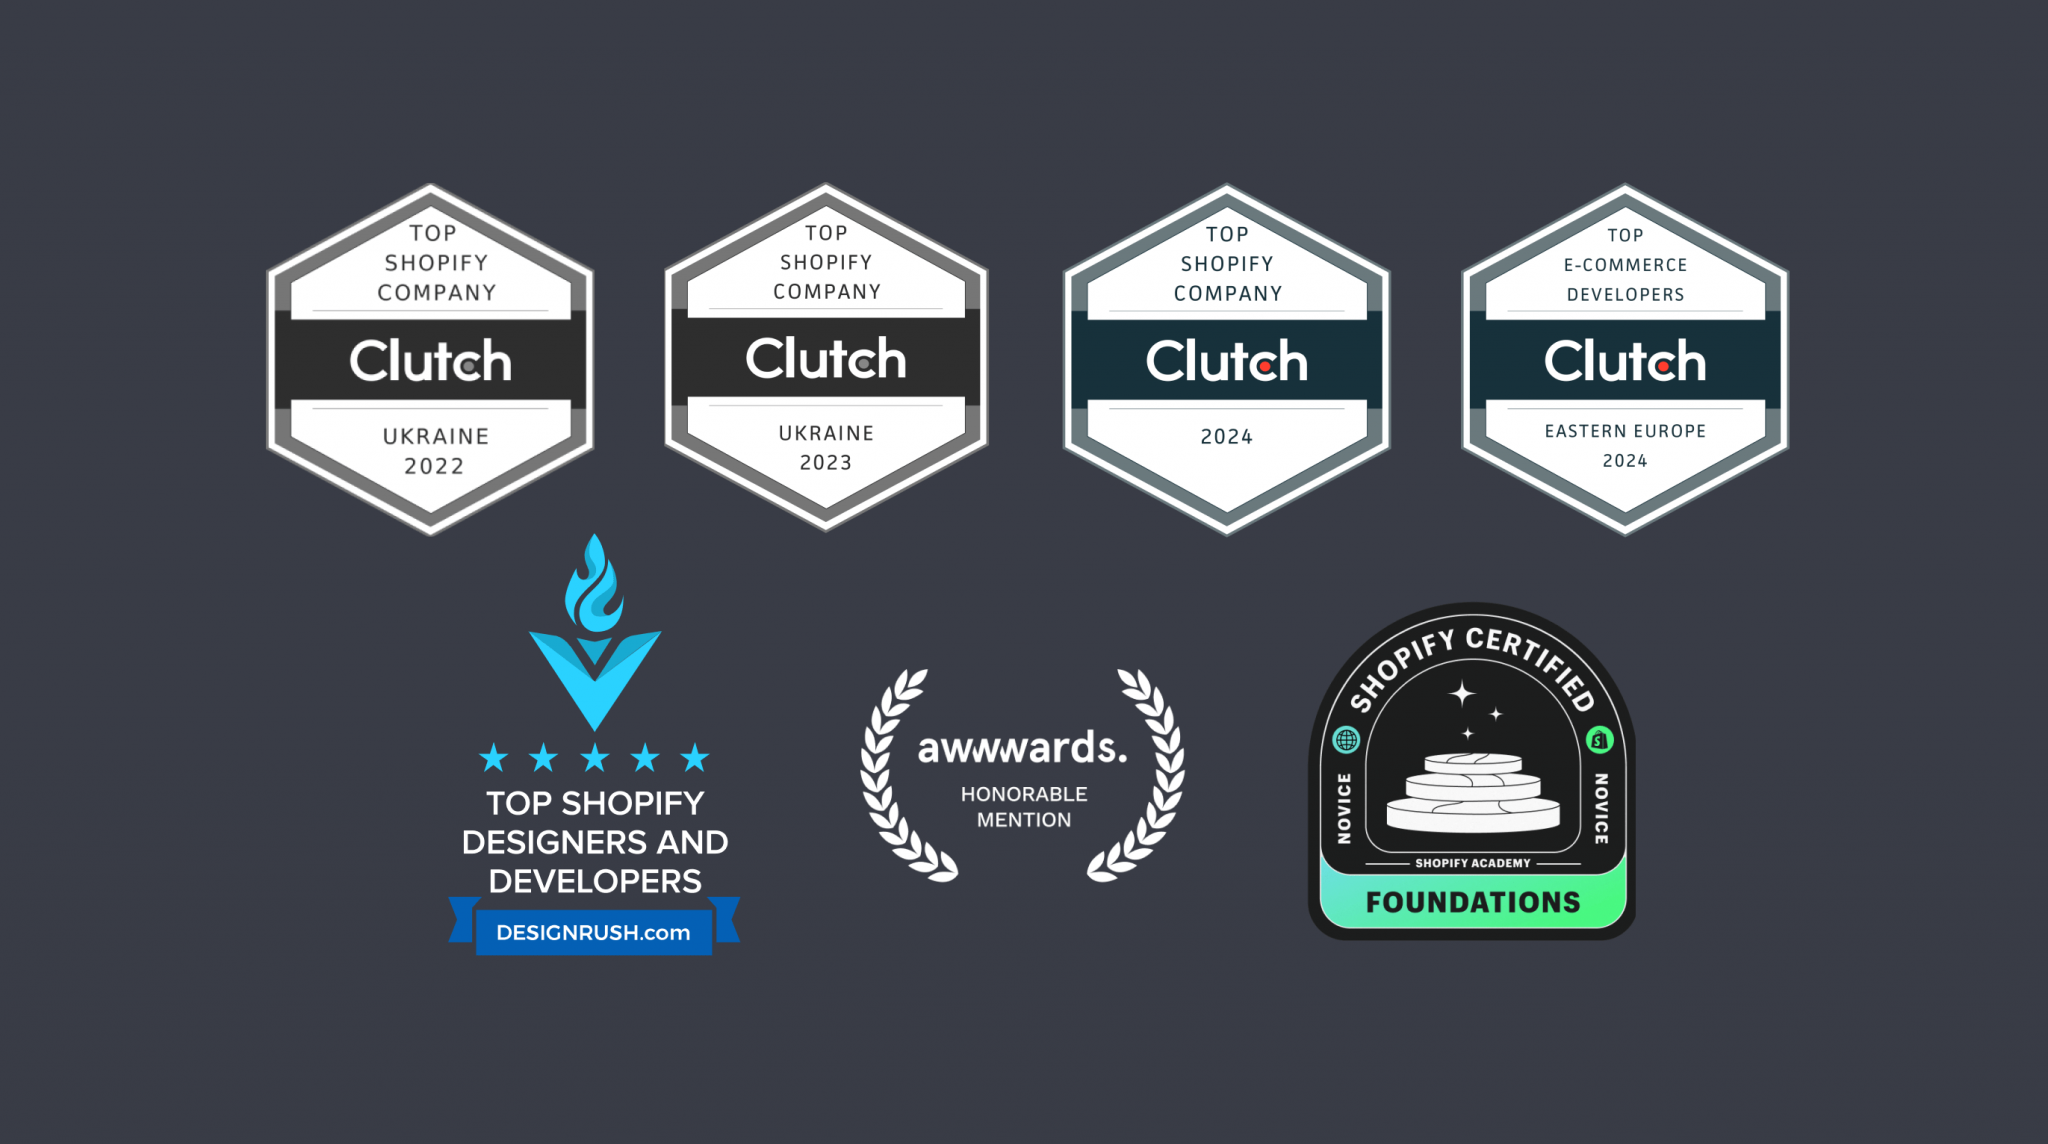 TOP
SHOPIFY
COMPANY
Clutch
UKRAINE
2022
TOP
SHOPIFY
COMPANY
Clutch
UKRAINE
2023
TOP
SHOPIFY
COMPANY
Clutch
2024
TOP
E-COMMERCE
DEVELOPERS
Clutch
EASTERN EUROPE
2024
TOP SHOPIFY
DESIGNERS AND
DEVELOPERS
DESIGNRUSH.com
awwwards.
HONORABLE
MENTION
SHOPIFY CERTIFIED
NOVICE
NOVICE
SHOPIFY ACADEMY
FOUNDATIONS